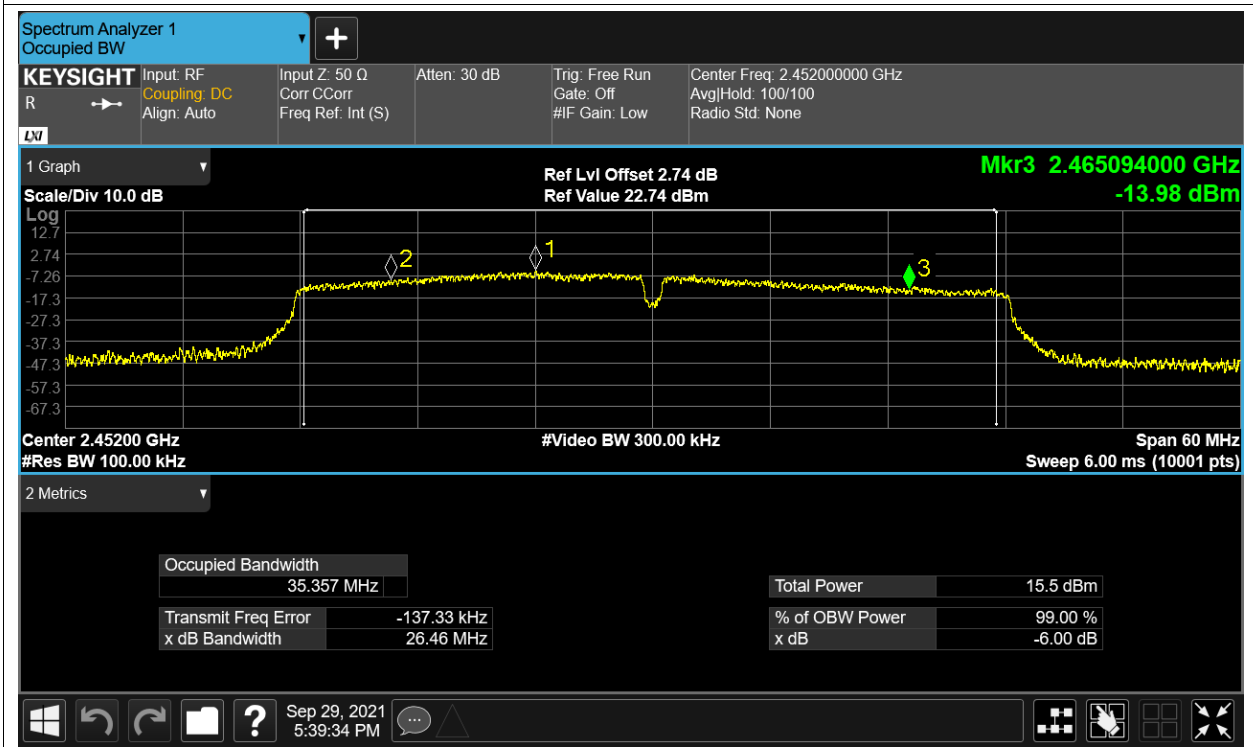 Spectrum Analyzer 1
Occupied BW
KEYSIGHT
R
LXI
Input: RF
Coupling: DC
Align: Auto
Input Z: 50 Ω
Corr CCorr
Freq Ref: Int (S)
Atten: 30 dB
Trig: Free Run
Gate: Off
#IF Gain: Low
Center Freq: 2.452000000 GHz
Avg|Hold: 100/100
Radio Std: None
1 Graph
Scale/Div 10.0 dB
Ref Lvl Offset 2.74 dB
Ref Value 22.74 dBm
Mkr3 2.465094000 GHz
-13.98 dBm
Log
12.7
2.74
-7.26
-17.3
-27.3
-37.3
-47.3
-57.3
-67.3
2
1
3
Center 2.45200 GHz
#Video BW 300.00 kHz
Span 60 MHz
#Res BW 100.00 kHz
Sweep 6.00 ms (10001 pts)
2 Metrics
Occupied Bandwidth
35.357 MHz
Transmit Freq Error -137.33 kHz
x dB Bandwidth 26.46 MHz
Total Power 15.5 dBm
% of OBW Power 99.00 %
x dB -6.00 dB
?
Sep 29, 2021
5:39:34 PM